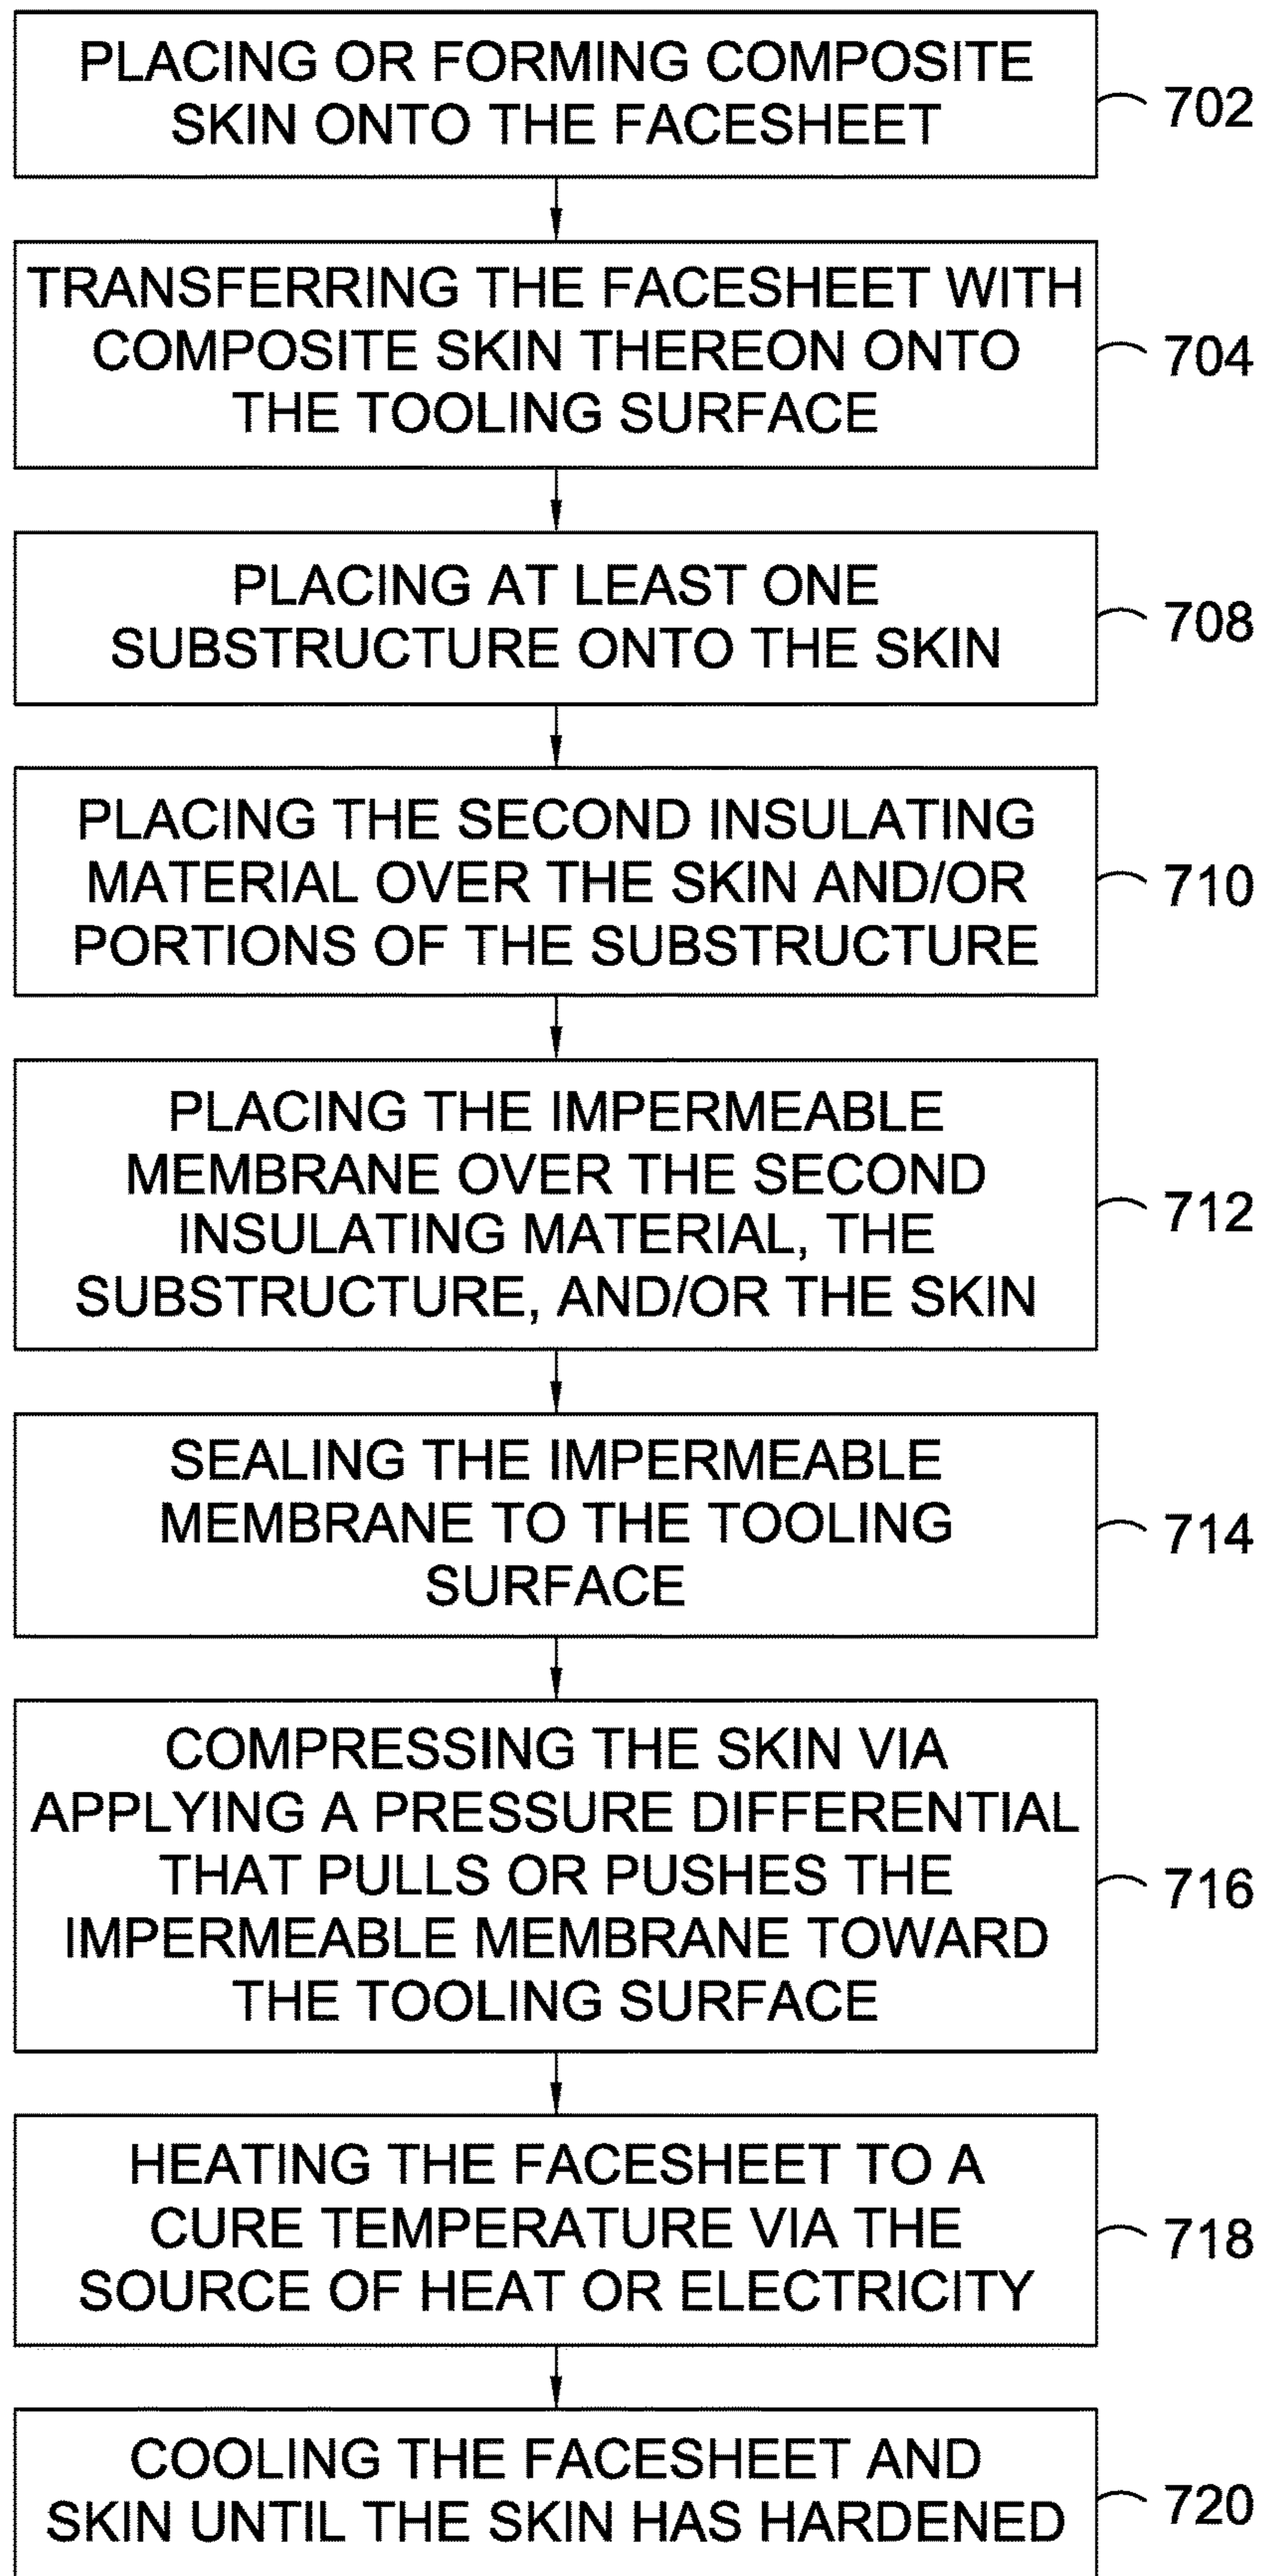 PLACING OR FORMING COMPOSITE
SKIN ONTO THE FACESHEET
702
TRANSFERRING THE FACESHEET WITH
COMPOSITE SKIN THEREON ONTO
THE TOOLING SURFACE
704
PLACING AT LEAST ONE
SUBSTRUCTURE ONTO THE SKIN
708
PLACING THE SECOND INSULATING
MATERIAL OVER THE SKIN AND/OR
PORTIONS OF THE SUBSTRUCTURE
710
PLACING THE IMPERMEABLE
MEMBRANE OVER THE SECOND
INSULATING MATERIAL, THE
SUBSTRUCTURE, AND/OR THE SKIN
712
SEALING THE IMPERMEABLE
MEMBRANE TO THE TOOLING
SURFACE
714
COMPRESSING THE SKIN VIA
APPLYING A PRESSURE DIFFERENTIAL
THAT PULLS OR PUSHES THE
IMPERMEABLE MEMBRANE TOWARD
THE TOOLING SURFACE
716
HEATING THE FACESHEET TO A
CURE TEMPERATURE VIA THE
SOURCE OF HEAT OR ELECTRICITY
718
COOLING THE FACESHEET AND
SKIN UNTIL THE SKIN HAS HARDENED
720